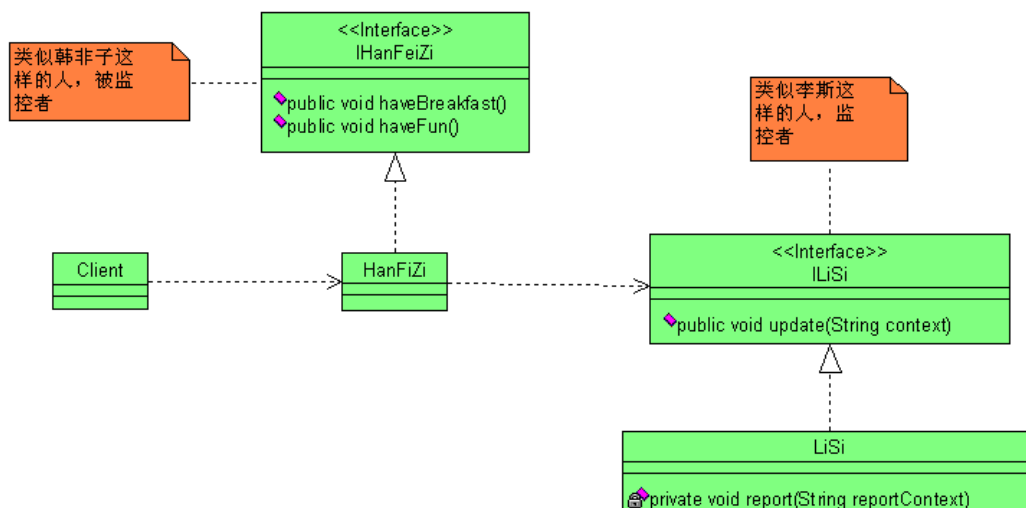 <<Interface>>
IHanFeiZi
public void haveBreakfast()
public void haveFun()
类似韩非子这
样的人，被监
控者
类似李斯这
样的人，监
控者
Client
HanFiZi
<<Interface>>
ILiSi
public void update(String context)
LiSi
private void report(String reportContext)